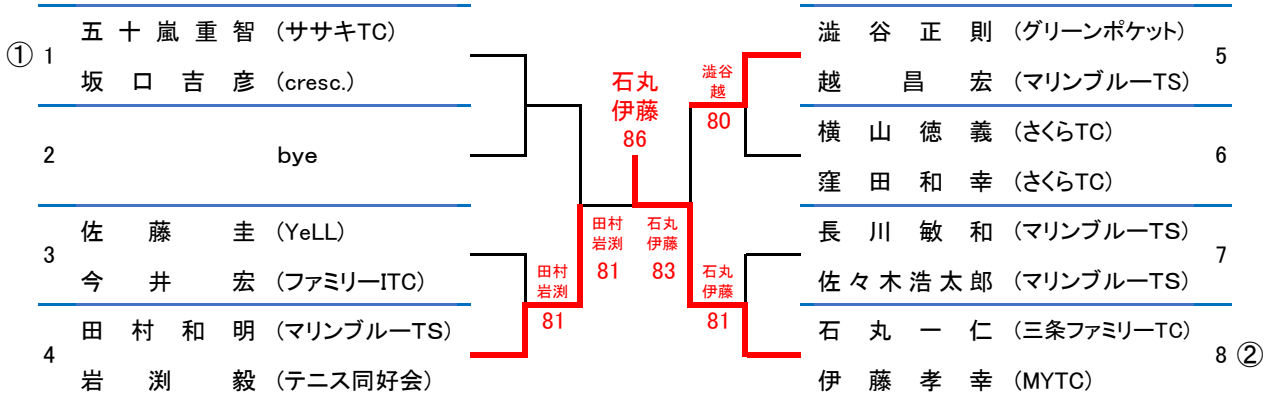 ① 1
五十嵐重智 (ササキTC)
坂口吉彦 (cresc.)
2
bye
3
佐藤圭 (YeLL)
今井宏 (ファミリーITC)
4
田村和明 (マリンブルーTS)
岩渕毅 (テニス同好会)
田村
岩渕
81
田村
岩渕
81
石丸
伊藤
86
石丸
伊藤
83
澁谷
越
80
石丸
伊藤
81
澁谷正則 (グリーンポケット)
越昌宏 (マリンブルーTS)
5
横山徳義 (さくらTC)
窪田和幸 (さくらTC)
6
長川敏和 (マリンブルーTS)
佐々木浩太郎 (マリンブルーTS)
7
石丸一仁 (三条ファミリーTC)
伊藤孝幸 (MYTC)
8 ②